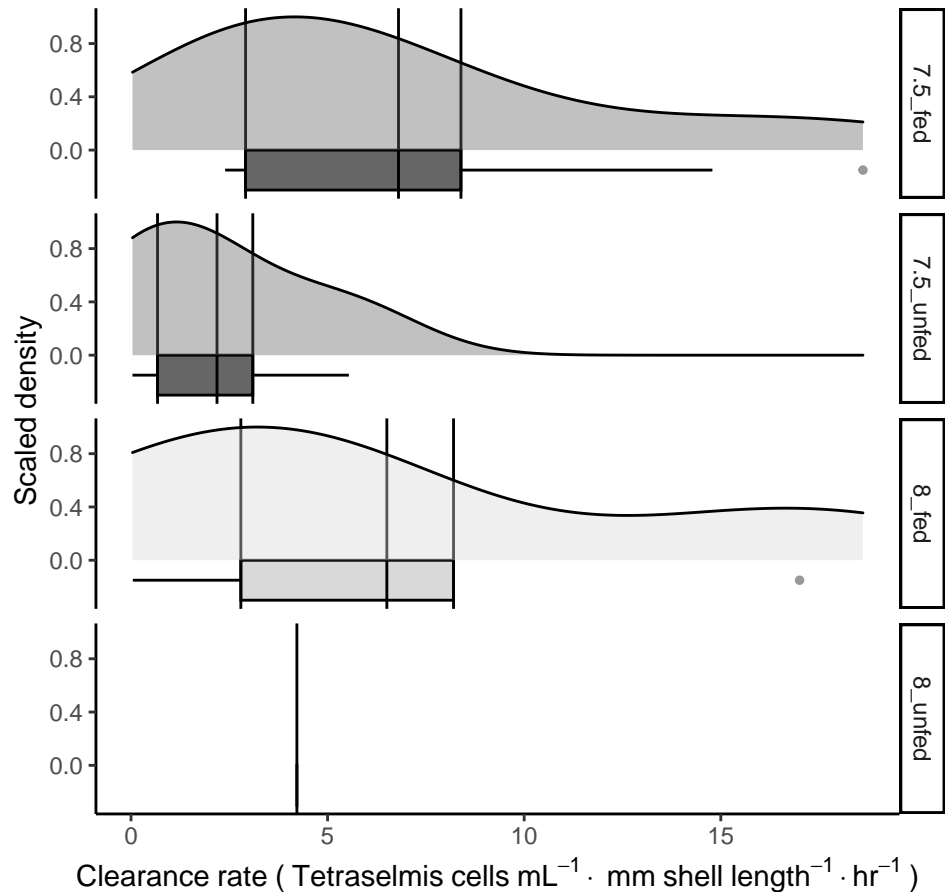 Scaled density
0.8
0.4
0.0
7.5_fed
0.8
0.4
0.0
7.5_unfed
0.8
0.4
0.0
8_fed
0.8
0.4
0.0
8_unfed
0 5 10 15
Clearance rate ( Tetraselmis cells mL⁻¹ · mm shell length⁻¹ · hr⁻¹ )